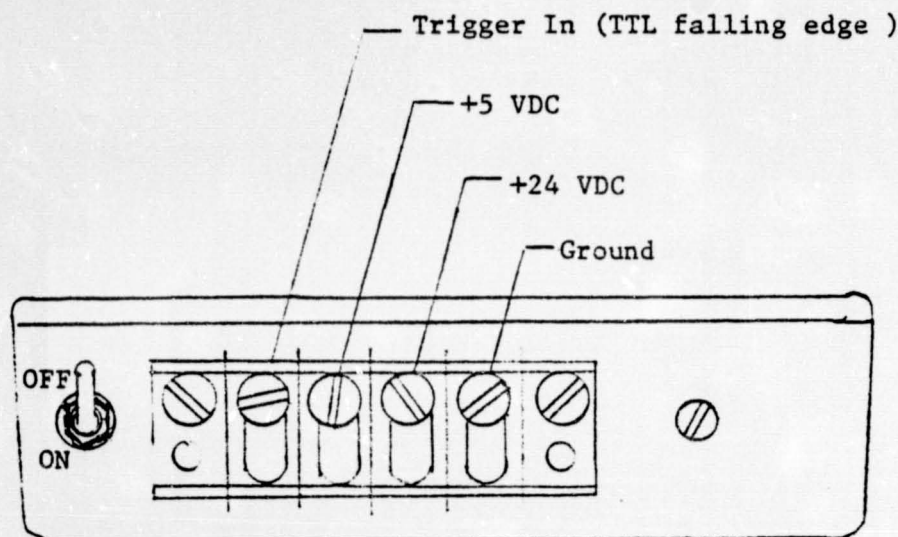 Trigger In (TTL falling edge )
+5 VDC
+24 VDC
Ground
OFF
ON